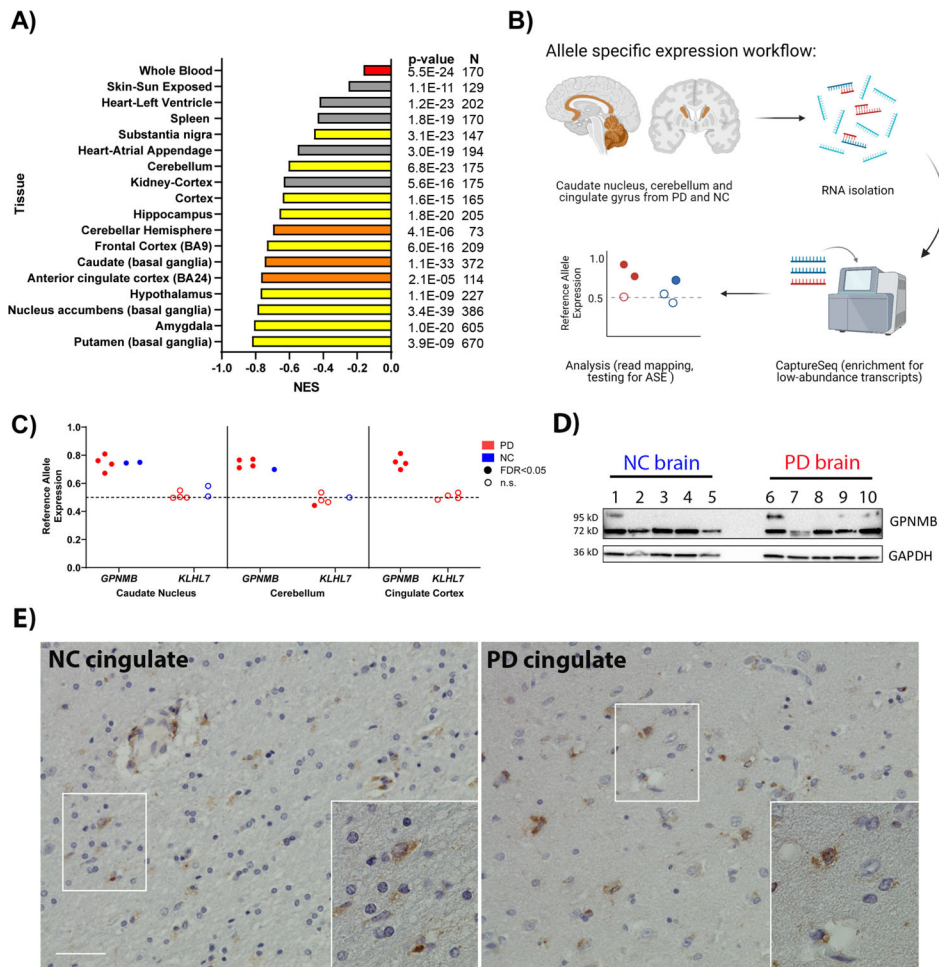 A)
p-value N
Whole Blood 5.5E-24 170
Skin-Sun Exposed 1.1E-11 129
Heart-Left Ventricle 1.2E-23 202
Spleen 1.8E-19 170
Substantia nigra 3.1E-23 147
Heart-Atrial Appendage 3.0E-19 194
Cerebellum 6.8E-23 175
Kidney-Cortex 5.6E-16 175
Cortex 1.6E-15 165
Hippocampus 1.8E-20 205
Cerebellar Hemisphere 4.1E-06 73
Frontal Cortex (BA9) 6.0E-16 209
Caudate (basal ganglia) 1.1E-33 372
Anterior cingulate cortex (BA24) 2.1E-05 114
Hypothalamus 1.1E-09 227
Nucleus accumbens (basal ganglia) 3.4E-39 386
Amygdala 1.0E-20 605
Putamen (basal ganglia) 3.9E-09 670
Tissue
-1.0 -0.8 -0.6 -0.4 -0.2 0.0
NES
B)
Allele specific expression workflow:
Caudate nucleus, cerebellum and
cingulate gyrus from PD and NC
RNA isolation
Reference Allele
Expression
1.0
0.5
Analysis (read mapping,
testing for ASE )
CaptureSeq (enrichment for
low-abundance transcripts)
C)
Reference Allele
Expression
1.0
0.8
0.6
0.4
0.2
0.0
PD
NC
FDR<0.05
n.s.
GPNMB KLHL7 GPNMB KLHL7 GPNMB KLHL7
Caudate Nucleus Cerebellum Cingulate Cortex
D)
NC brain PD brain
1 2 3 4 5 6 7 8 9 10
95 kD
72 kD
GPNMB
36 kD
GAPDH
E)
NC cingulate PD cingulate